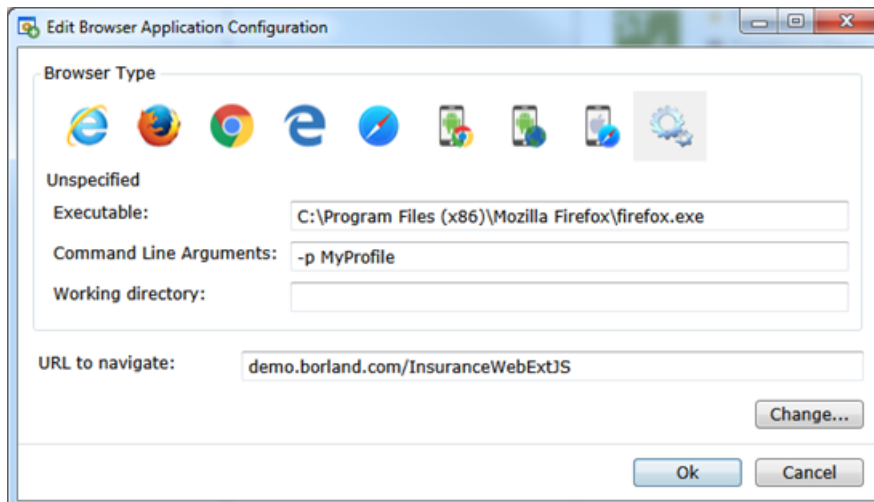 Edit Browser Application Configuration
Browser Type
Unspecified
Executable: C:\Program Files (x86)\Mozilla Firefox\firefox.exe
Command Line Arguments: -p MyProfile
Working directory:
URL to navigate: demo.borland.com/InsuranceWebExtJS
Change...
Ok Cancel